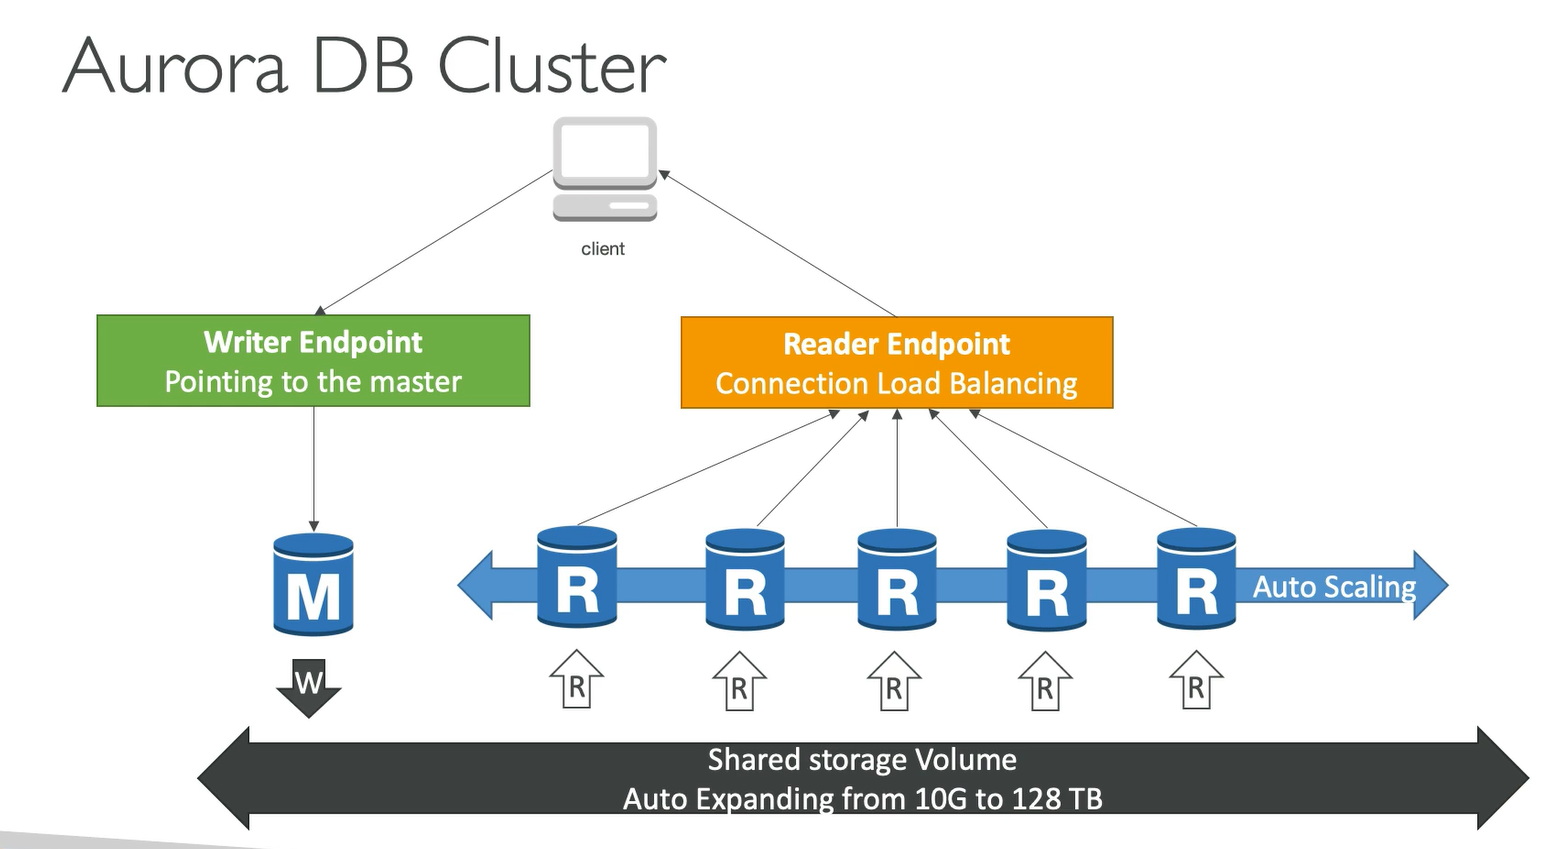 Aurora DB Cluster
client
Writer Endpoint
Pointing to the master
Reader Endpoint
Connection Load Balancing
M
R
R
R
R
R
Auto Scaling
W
R
R
R
R
R
Shared storage Volume
Auto Expanding from 10G to 128 TB